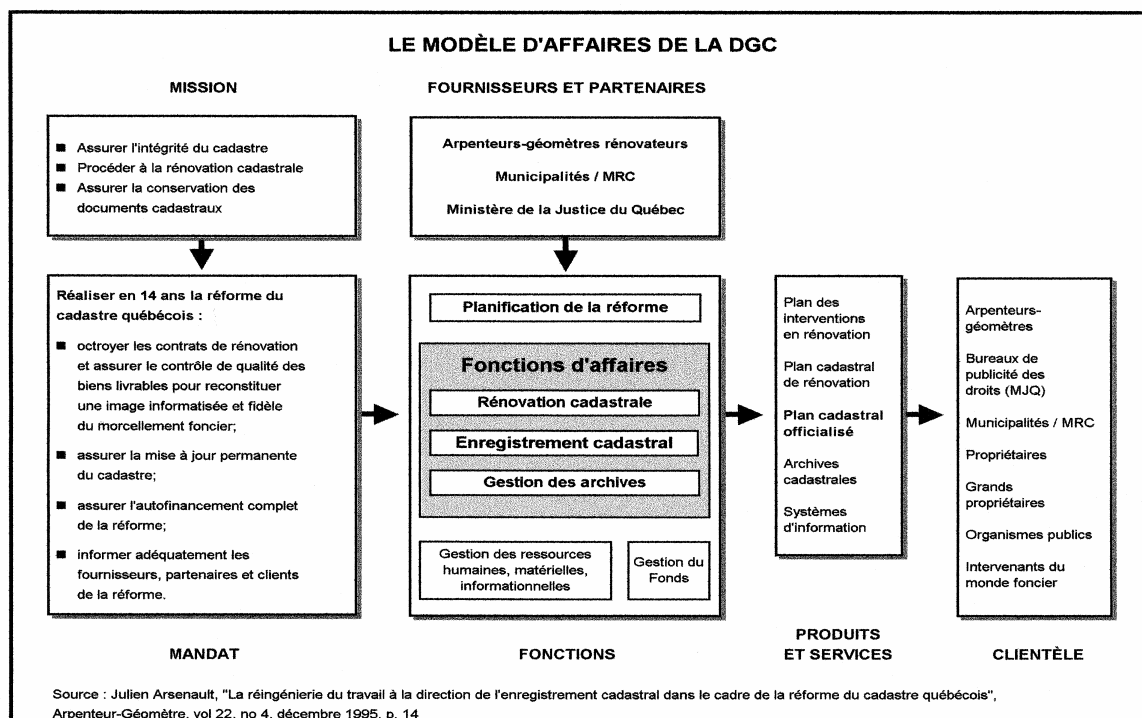 LE MODÈLE D'AFFAIRES DE LA DGC
MISSION
■ Assurer l'intégrité du cadastre
■ Procéder à la rénovation cadastrale
■ Assurer la conservation des
documents cadastraux
FOURNISSEURS ET PARTENAIRES
Arpenteurs-géomètres rénovateurs
Municipalités / MRC
Ministère de la Justice du Québec
Réaliser en 14 ans la réforme du
cadastre québécois :
■ octroyer les contrats de rénovation
et assurer le contrôle de qualité des
biens livrables pour reconstituer
une image informatisée et fidèle
du morcellement foncier;
■ assurer la mise à jour permanente
du cadastre;
■ assurer l'autofinancement complet
de la réforme;
■ informer adéquatement les
fournisseurs, partenaires et clients
de la réforme.
MANDAT
Planification de la réforme
Fonctions d'affaires
Rénovation cadastrale
Enregistrement cadastral
Gestion des archives
Gestion des ressources
humaines, matérielles,
informationnelles
Gestion du
Fonds
FONCTIONS
Plan des
interventions
en rénovation
Plan cadastral
de rénovation
Plan cadastral
officialisé
Archives
cadastrales
Systèmes
d'information
PRODUITS
ET SERVICES
Arpenteurs-
géomètres
Bureaux de
publicité des
droits (MJQ)
Municipalités / MRC
Propriétaires
Grands
propriétaires
Organismes publics
Intervenants du
monde foncier
CLIENTÈLE
Source : Julien Arsenault, "La réingénierie du travail à la direction de l'enregistrement cadastral dans le cadre de la réforme du cadastre québécois",
Arpenteur-Géomètre, vol 22, no 4, décembre 1995, p. 14